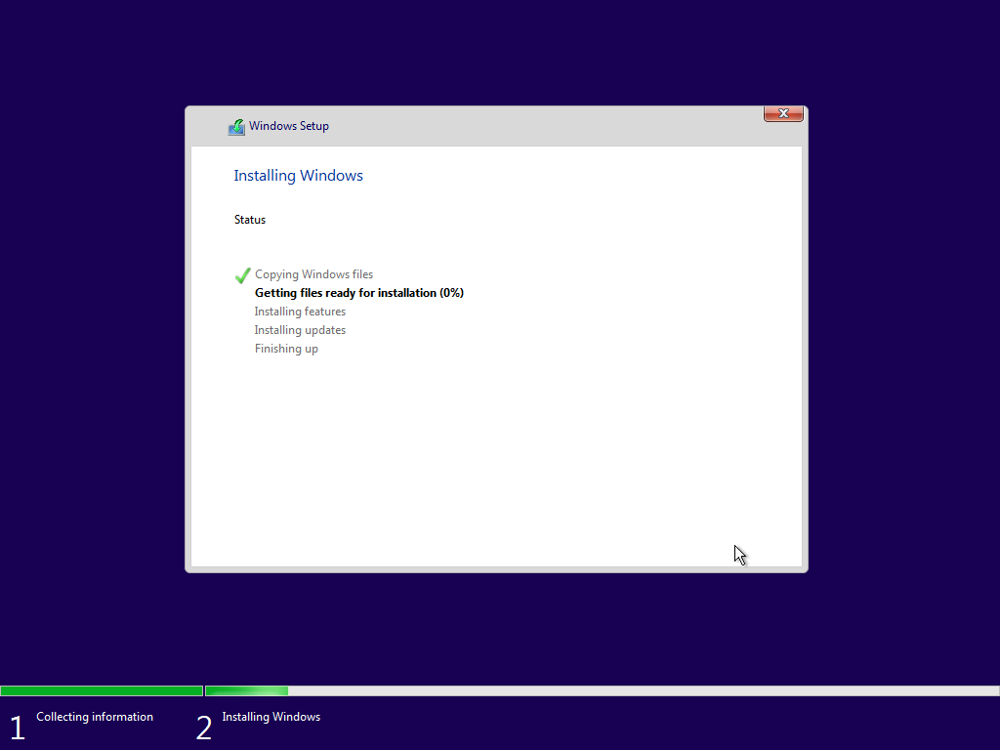 Windows Setup
Installing Windows
Status
Copying Windows files
Getting files ready for installation (0%)
Installing features
Installing updates
Finishing up
1 Collecting information
2 Installing Windows